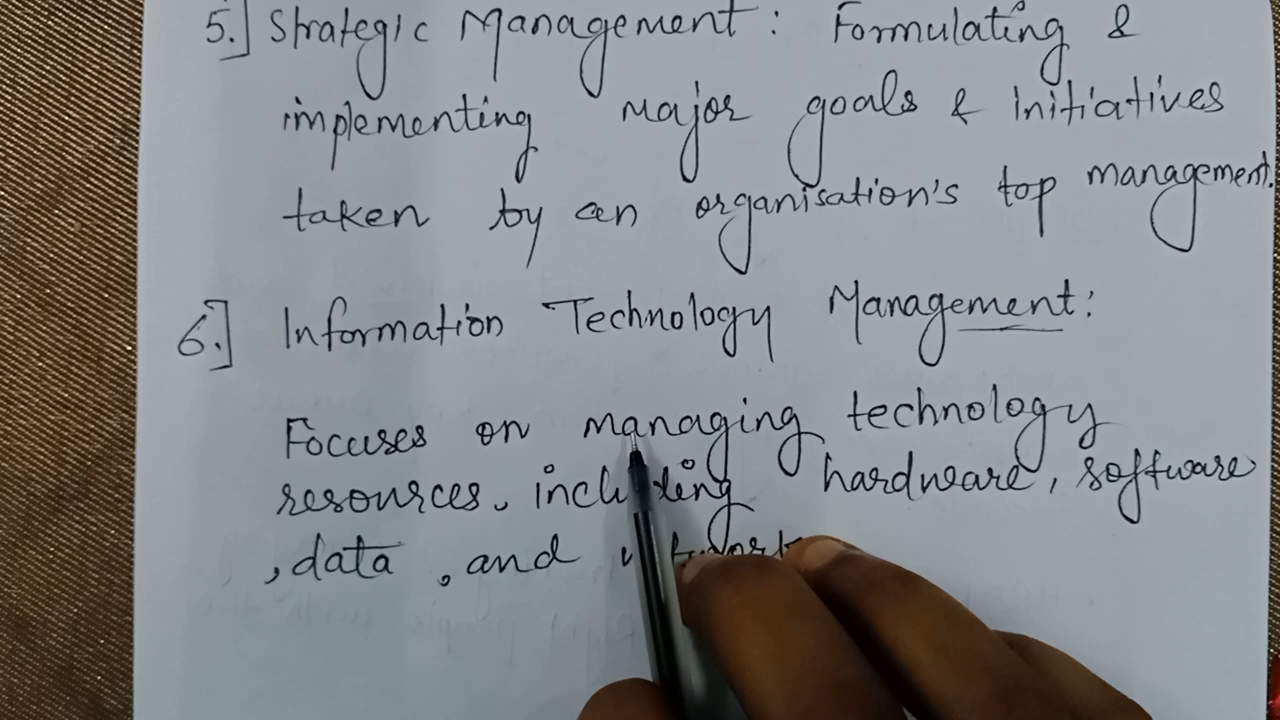 5.] Strategic Management: Formulating &
implementing major goals & initiatives
taken by an organisation's top management.
6.] Information Technology Management:
Focuses on managing technology
resources, including hardware, software
, data , and